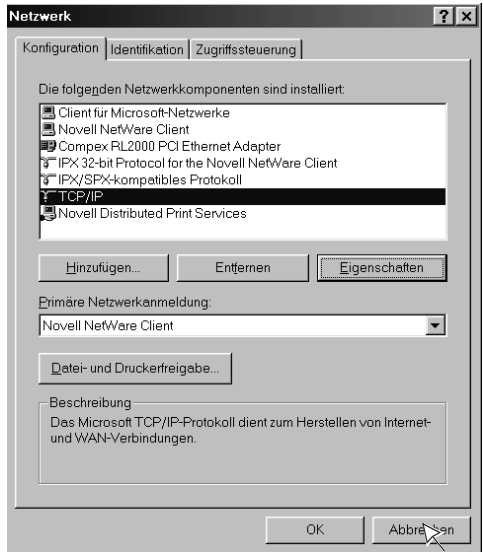 Netzwerk
Konfiguration Identifikation Zugriffssteuerung
Die folgenden Netzwerkkomponenten sind installiert:
Client für Microsoft-Netzwerke
Novell NetWare Client
Compex RL2000 PCI Ethernet Adapter
IPX 32-bit Protocol for the Novell NetWare Client
IPX/SPX-kompatibles Protokoll
TCP/IP
Novell Distributed Print Services
Hinzufügen... Entfernen Eigenschaften
Primäre Netzwerkanmeldung:
Novell NetWare Client
Datei- und Druckerfreigabe...
Beschreibung
Das Microsoft TCP/IP-Protokoll dient zum Herstellen von Internet-
und WAN-Verbindungen.
OK Abbrechen